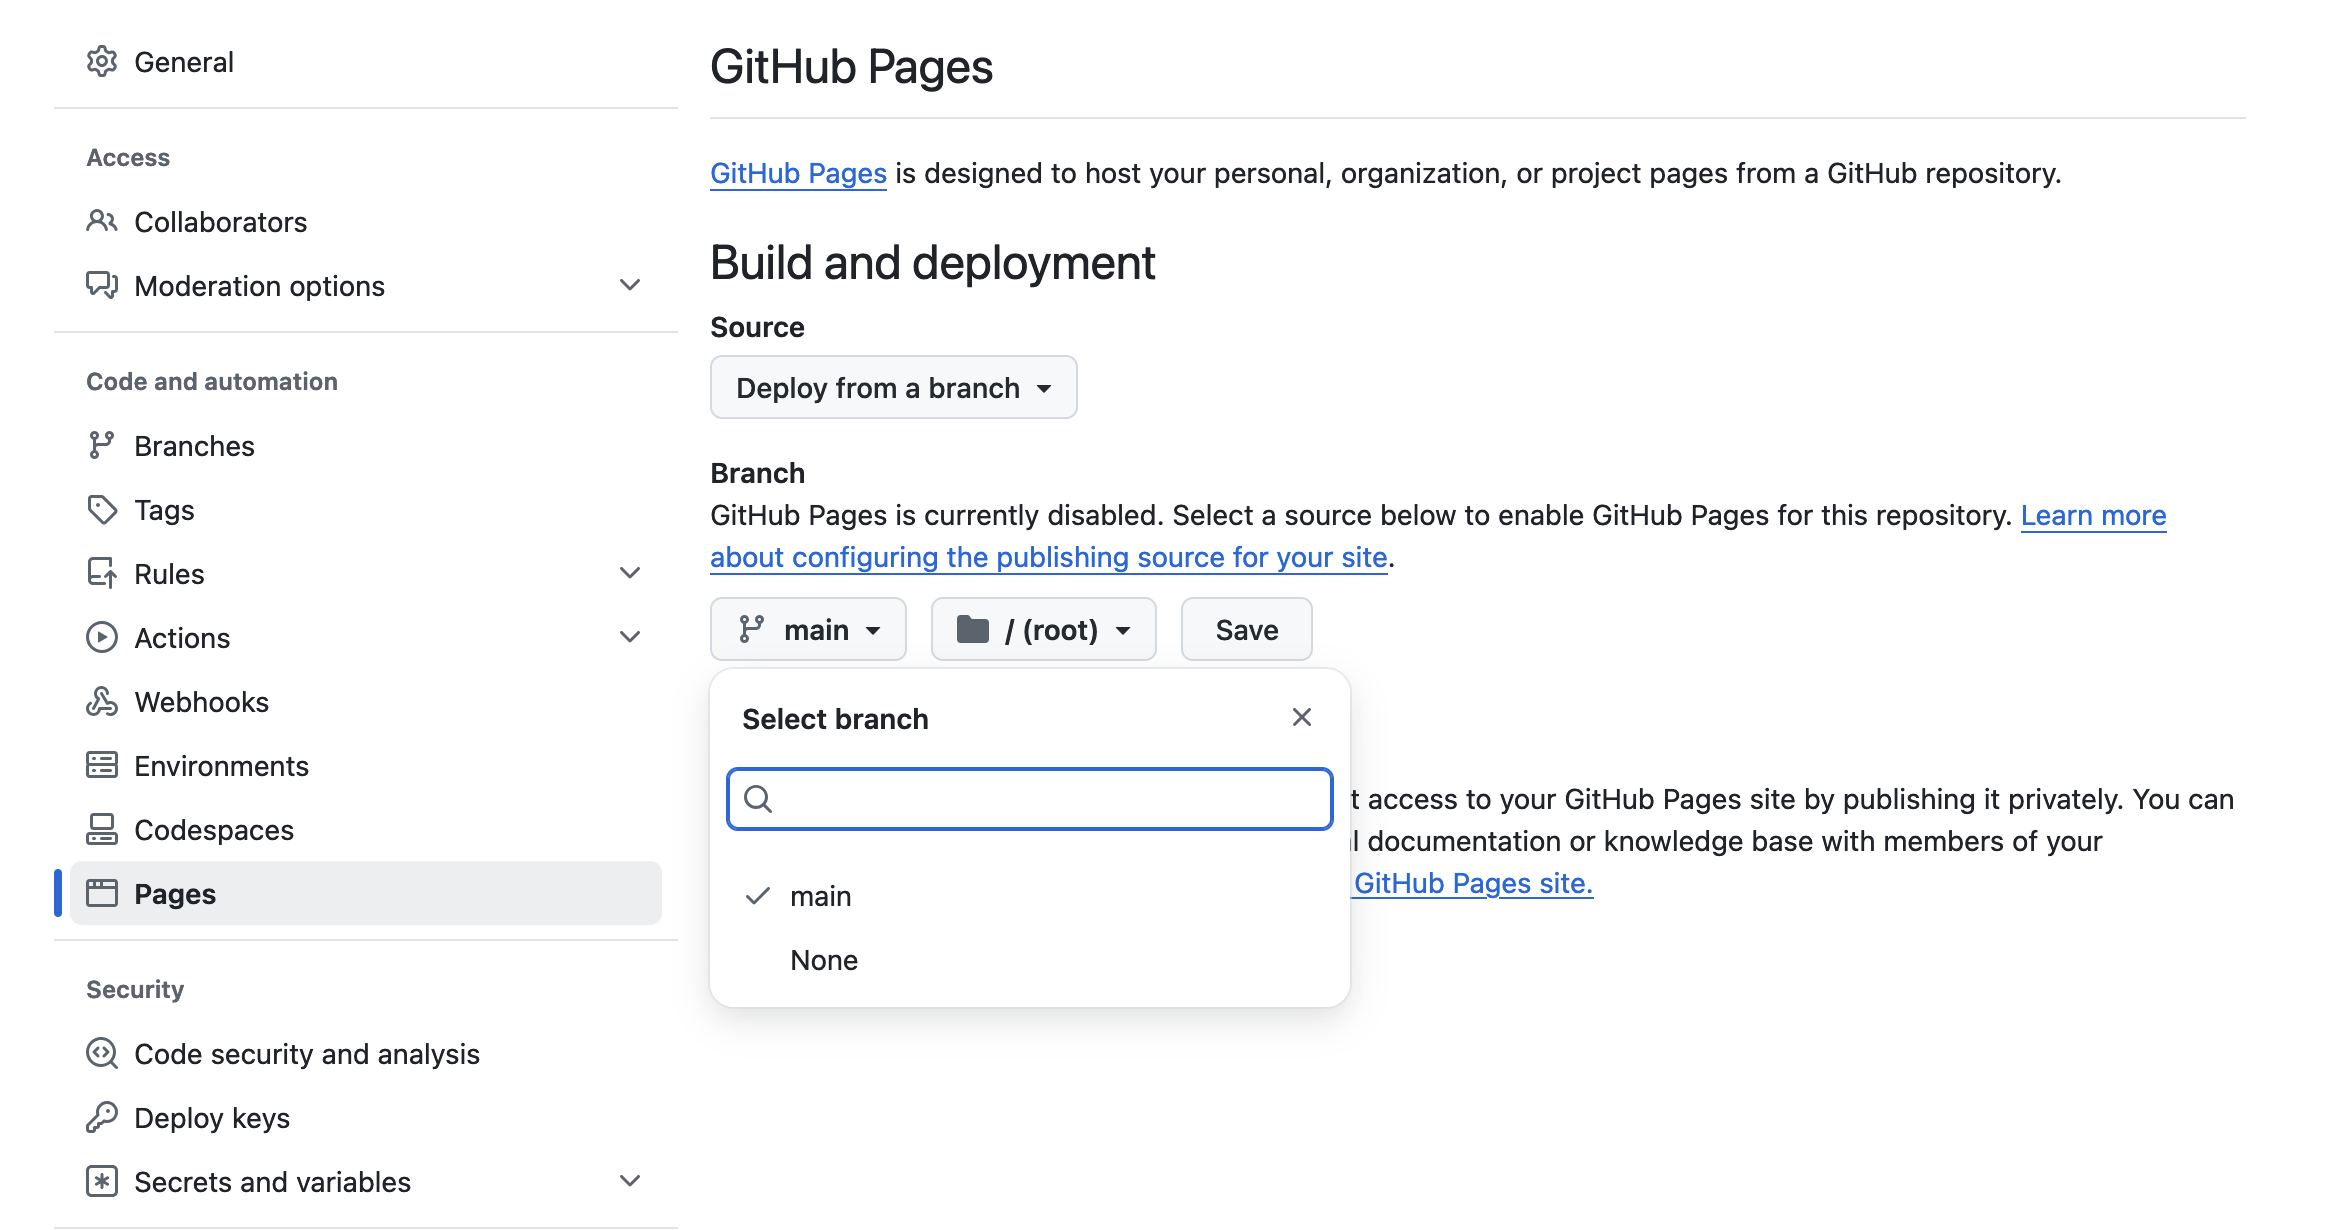 General
Access
Collaborators
Moderation options
Code and automation
Branches
Tags
Rules
Actions
Webhooks
Environments
Codespaces
Pages
Security
Code security and analysis
Deploy keys
Secrets and variables
GitHub Pages
GitHub Pages is designed to host your personal, organization, or project pages from a GitHub repository.
Build and deployment
Source
Deploy from a branch
Branch
GitHub Pages is currently disabled. Select a source below to enable GitHub Pages for this repository. Learn more
about configuring the publishing source for your site.
main / (root) Save
Select branch
access to your GitHub Pages site by publishing it privately. You can
documentation or knowledge base with members of your
GitHub Pages site.
main
None